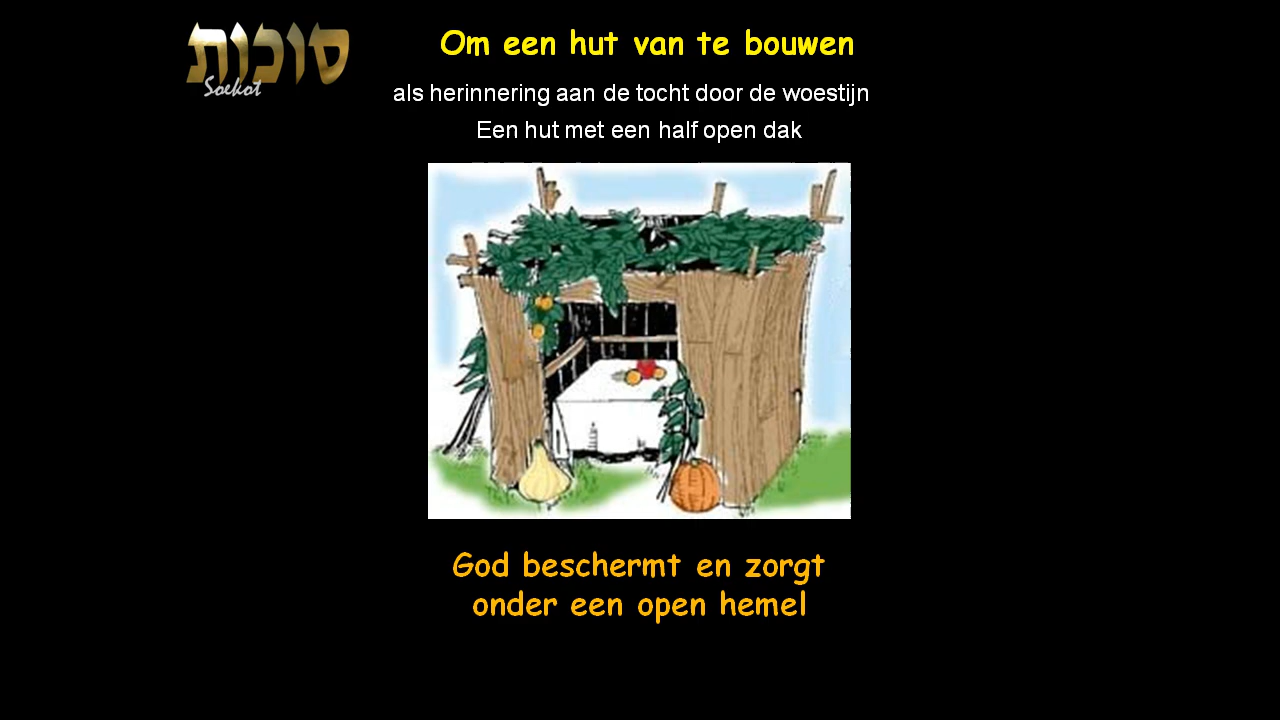 סוכות
Soekot
Om een hut van te bouwen
als herinnering aan de tocht door de woestijn
Een hut met een half open dak
God beschermt en zorgt
onder een open hemel